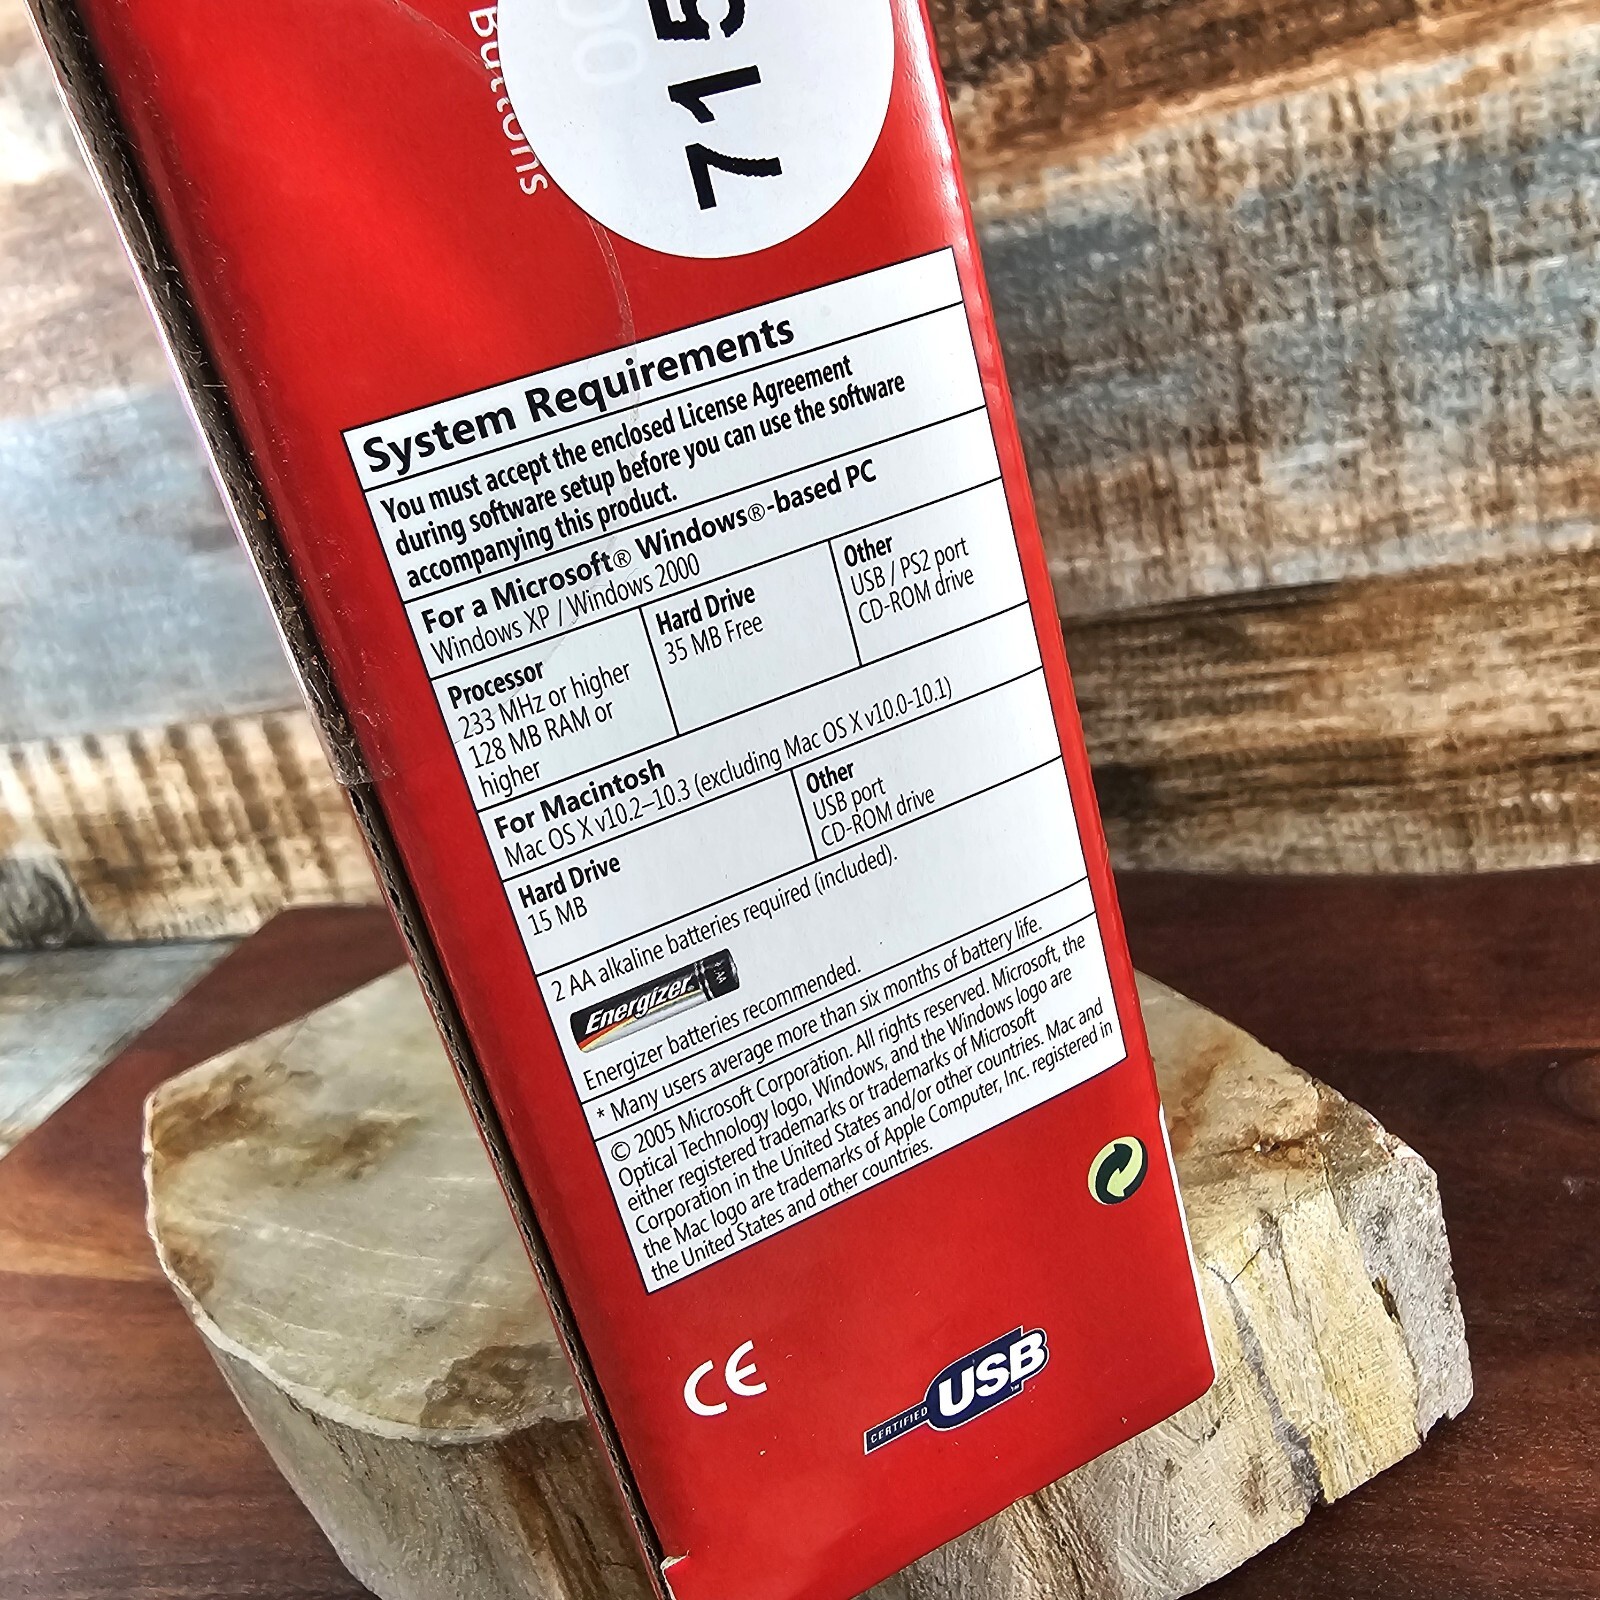 Buttons
715
System Requirements
You must accept the enclosed License Agreement
during software setup before you can use the software
accompanying this product.
For a Microsoft® Windows®-based PC
Windows XP / Windows 2000
Processor
233 MHz or higher
128 MB RAM or
higher
Hard Drive
35 MB Free
Other
USB / PS2 port
CD-ROM drive
For Macintosh
Mac OS X v10.2–10.3 (excluding Mac OS X v10.0-10.1)
Hard Drive
15 MB
Other
USB port
CD-ROM drive
2 AA alkaline batteries required (included).
Energizer.
AA
Energizer batteries recommended.
* Many users average more than six months of battery life.
© 2005 Microsoft Corporation. All rights reserved. Microsoft, the
Optical Technology logo, Windows, and the Windows logo are
either registered trademarks or trademarks of Microsoft
Corporation in the United States and/or other countries. Mac and
the Mac logo are trademarks of Apple Computer, Inc. registered in
the United States and other countries.
CE
CERTIFIED USB™